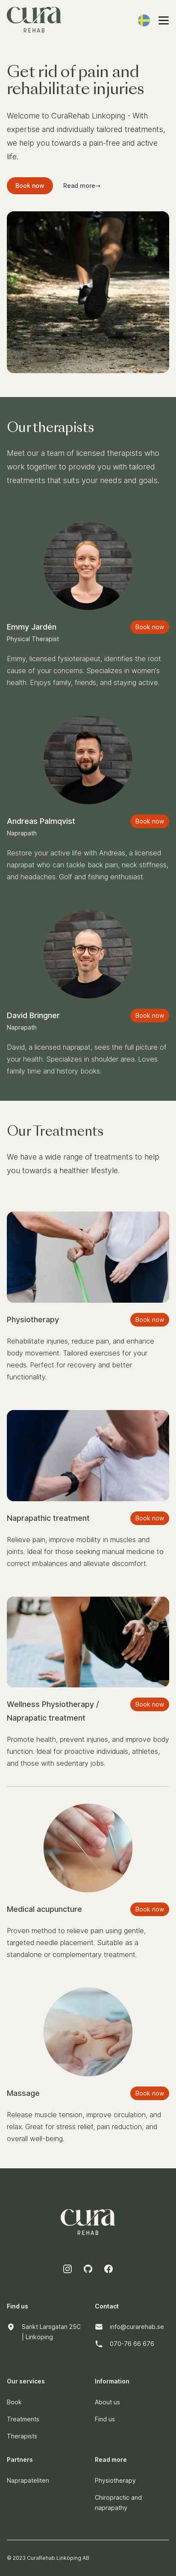 cura
REHAB
Get rid of pain and
rehabilitate injuries
Welcome to CuraRehab Linköping - With
expertise and individually tailored treatments,
we help you towards a pain-free and active
life.
Book now
Read more→
Our therapists
Meet our a team of licensed therapists who
work together to provide you with tailored
treatments that suits your needs and goals.
Emmy Jardén
Book now
Physical Therapist
Emmy, licensed fysioterapeut, identifies the root
cause of your concerns. Specializes in women's
health. Enjoys family, friends, and staying active.
Andreas Palmqvist
Book now
Naprapath
Restore your active life with Andreas, a licensed
naprapat who can tackle back pain, neck stiffness,
and headaches. Golf and fishing enthusiast.
David Bringner
Book now
Naprapath
David, a licensed naprapat, sees the full picture of
your health. Specializes in shoulder area. Loves
family time and history books.
Our Treatments
We have a wide range of treatments to help
you towards a healthier lifestyle.
Physiotherapy
Book now
Rehabilitate injuries, reduce pain, and enhance
body movement. Tailored exercises for your
needs. Perfect for recovery and better
functionality.
Naprapathic treatment
Book now
Relieve pain, improve mobility in muscles and
joints. Ideal for those seeking manual medicine to
correct imbalances and alleviate discomfort.
Wellness Physiotherapy /
Naprapatic treatment
Book now
Promote health, prevent injuries, and improve body
function. Ideal for proactive individuals, athletes,
and those with sedentary jobs.
Medical acupuncture
Book now
Proven method to relieve pain using gentle,
targeted needle placement. Suitable as a
standalone or complementary treatment.
Massage
Book now
Release muscle tension, improve circulation, and
relax. Great for stress relief, pain reduction, and
overall well-being.
cura
REHAB
Find us
Sankt Larsgatan 25C
| Linköping
Contact
info@curarehab.se
070-76 66 676
Our services
Book
Treatments
Therapists
Information
About us
Find us
Partners
Naprapateliten
Read more
Physiotherapy
Chiropractic and
naprapathy
© 2023 CuraRehab Linköping AB